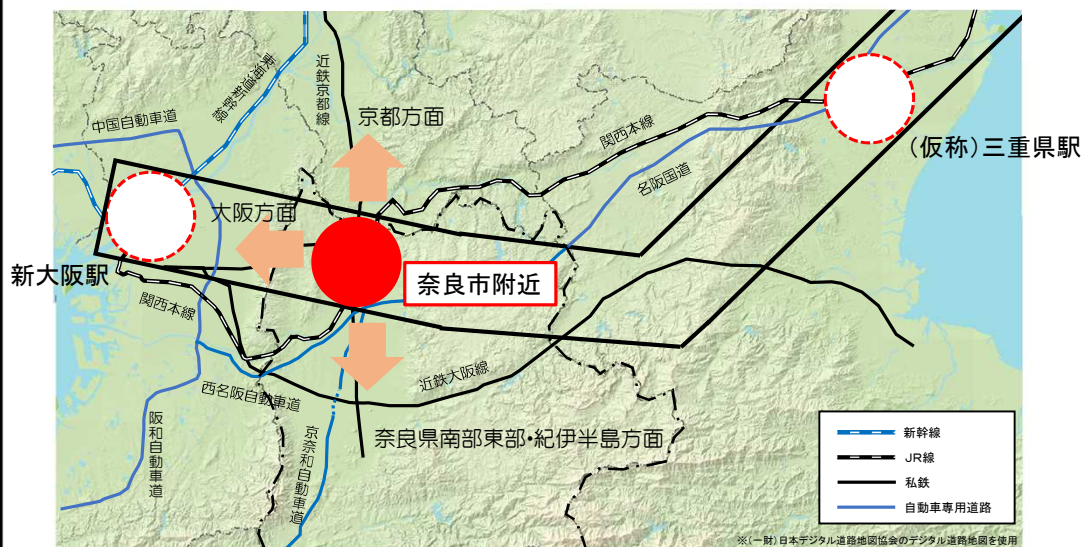 東海道新幹線
近鉄京都線
中国自動車道
京都方面
関西本線
(仮称)三重県駅
名阪国道
大阪方面
新大阪駅
奈良市附近
関西本線
近鉄大阪線
西名阪自動車道
阪和自動車道
京奈和自動車道
奈良県南部東部・紀伊半島方面
新幹線
JR線
私鉄
自動車専用道路
※(一財)日本デジタル道路地図協会のデジタル道路地図を使用